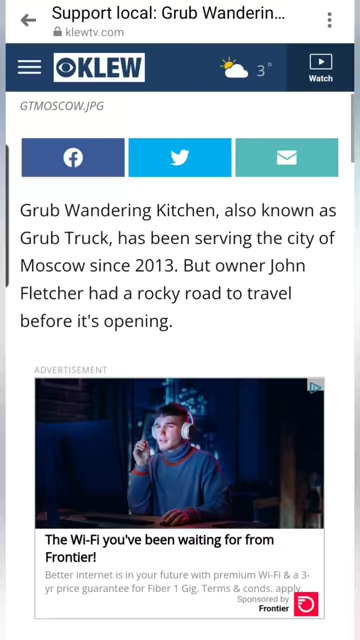 Support local: Grub Wanderin...
klewtv.com
KLEW
3°
Watch
GTMOSCOW.JPG
Grub Wandering Kitchen, also known as
Grub Truck, has been serving the city of
Moscow since 2013. But owner John
Fletcher had a rocky road to travel
before it's opening.
ADVERTISEMENT
The Wi-Fi you've been waiting for from
Frontier!
Better internet is in your future with premium Wi-Fi & a 3-
yr price guarantee for Fiber 1 Gig. Terms & conds. apply.
Sponsored by
Frontier